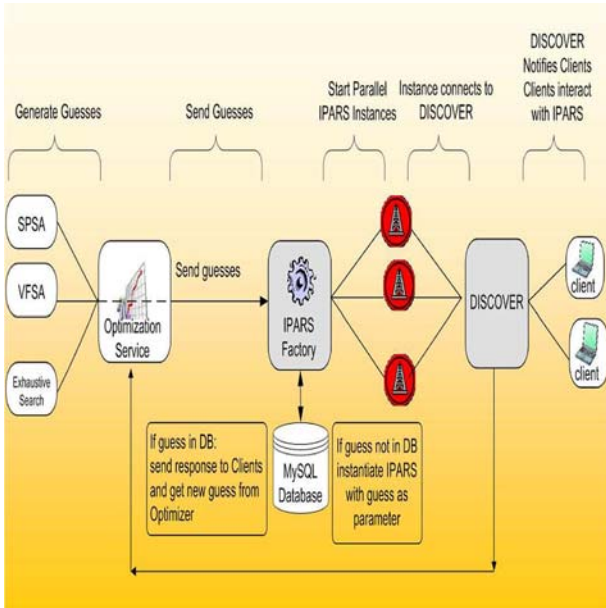 Generate Guesses
Send Guesses
Start Parallel
IPARS Instances
Instance connects to
DISCOVER
DISCOVER
Notifies Clients
Clients interact
with IPARS
SPSA
VFSA
Exhaustive
Search
Optimization
Service
Send guesses
IPARS
Factory
DISCOVER
client
client
If guess in DB:
send response to Clients
and get new guess from
Optimizer
MySQL
Database
If guess not in DB
instantiate IPARS
with guess as
parameter